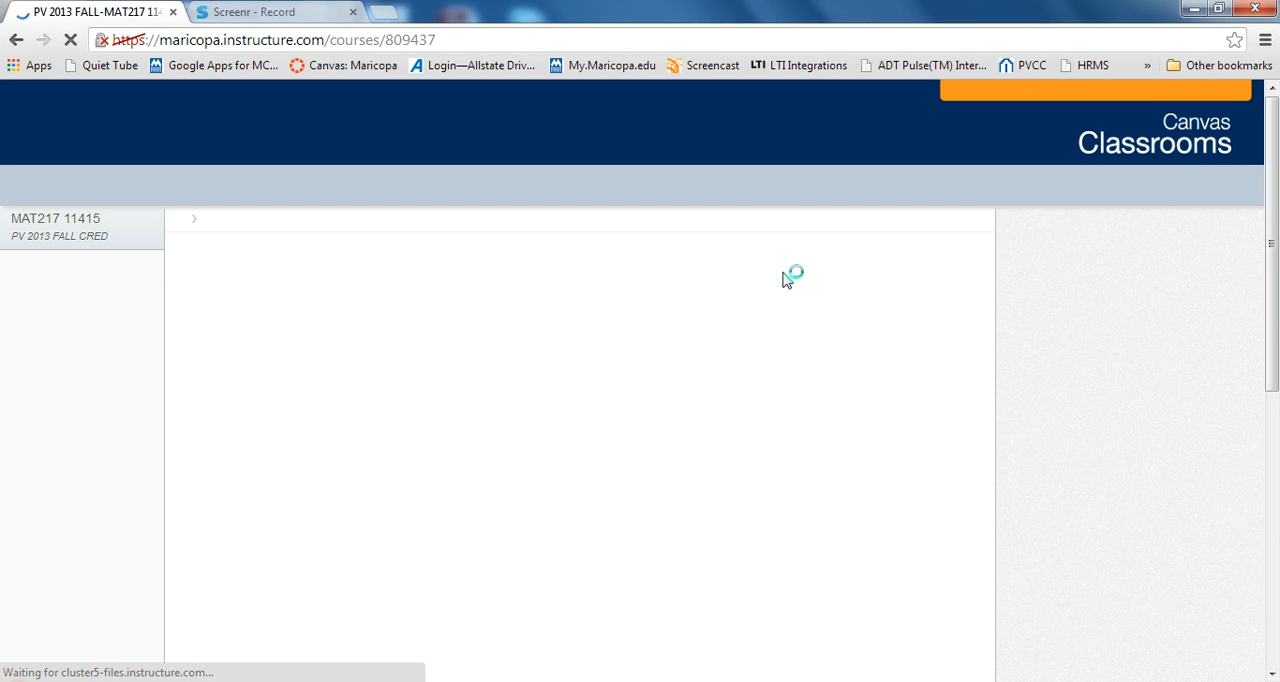 PV 2013 FALL-MAT217 114
Screenr - Record
https://maricopa.instructure.com/courses/809437
Apps
Quiet Tube
Google Apps for MC...
Canvas: Maricopa
Login—Allstate Driv...
My.Maricopa.edu
Screencast
LTI LTI Integrations
ADT Pulse(TM) Inter...
PVCC
HRMS
»
Other bookmarks
Canvas
Classrooms
MAT217 11415
PV 2013 FALL CRED
Waiting for cluster5-files.instructure.com...